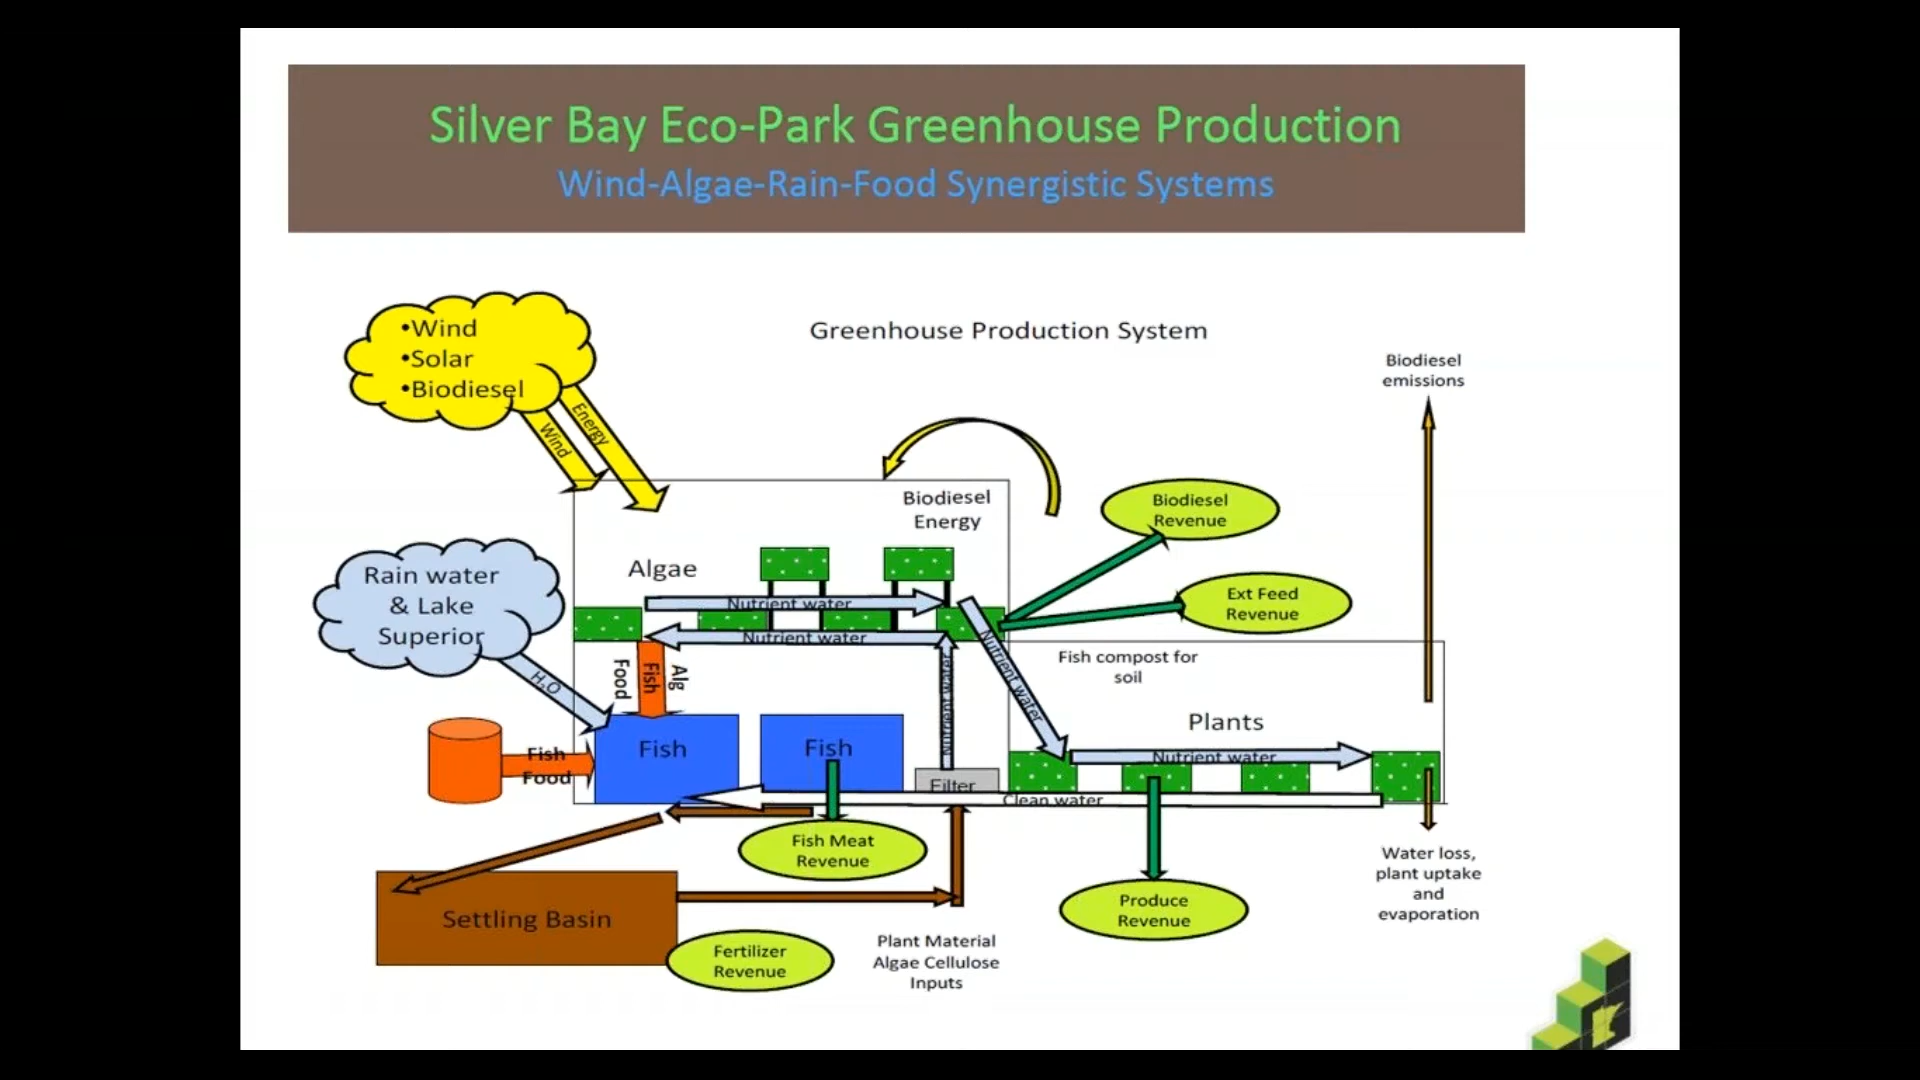 Silver Bay Eco-Park Greenhouse Production
Wind-Algae-Rain-Food Synergistic Systems
•Wind
•Solar
•Biodiesel
Greenhouse Production System
Biodiesel
emissions
Energy
Wind
Biodiesel
Energy
Biodiesel
Revenue
Algae
Rain water
& Lake
Superior
Ext Feed
Revenue
Nutrient water
Nutrient water
H₂O
Alg
Fish
Food
Nutrient water
Nutrient water
Fish compost for
soil
Plants
Fish
Fish
Fish
Food
Nutrient water
Filter
Clean water
Fish Meat
Revenue
Water loss,
plant uptake
and
evaporation
Settling Basin
Produce
Revenue
Fertilizer
Revenue
Plant Material
Algae Cellulose
Inputs